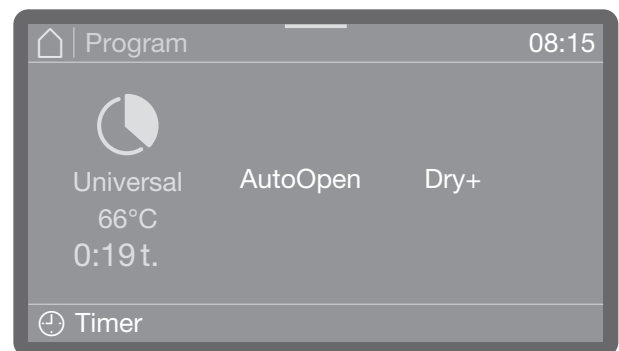 Program 08:15
Universal AutoOpen Dry+
66°C
0:19 t.
Timer